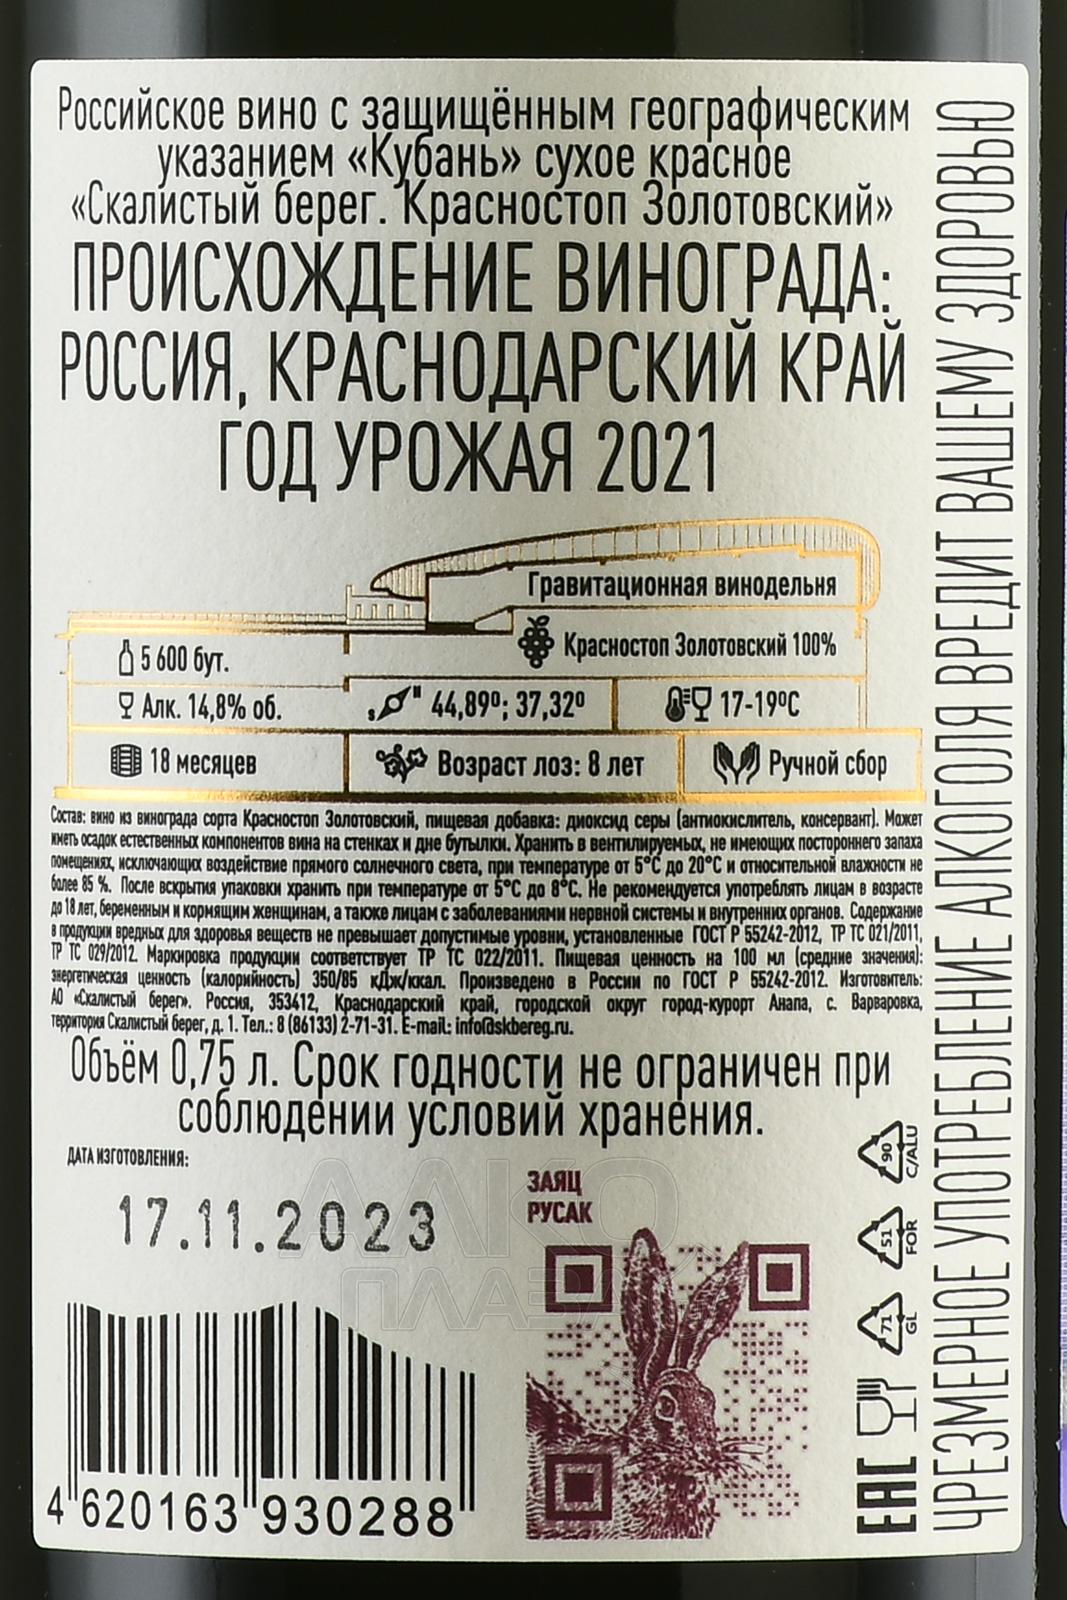 Российское вино с защищённым географическим
указанием «Кубань» сухое красное
«Скалистый берег. Красностоп Золотовский»
ПРОИСХОЖДЕНИЕ ВИНОГРАДА:
РОССИЯ, КРАСНОДАРСКИЙ КРАЙ
ГОД УРОЖАЯ 2021
Гравитационная винодельня
5 600 бут.
Красностоп Золотовский 100%
Алк. 14,8% об.
S N 44,89º; 37,32º
17-19ºC
18 месяцев
Возраст лоз: 8 лет
Ручной сбор
Состав: вино из винограда сорта Красностоп Золотовский, пищевая добавка: диоксид серы (антиокислитель, консервант). Может
иметь осадок естественных компонентов вина на стенках и дне бутылки. Хранить в вентилируемых, не имеющих постороннего запаха
помещениях, исключающих воздействие прямого солнечного света, при температуре от 5°С до 20°С и относительной влажности не
более 85 %. После вскрытия упаковки хранить при температуре от 5°С до 8°С. Не рекомендуется употреблять лицам в возрасте
до 18 лет, беременным и кормящим женщинам, а также лицам с заболеваниями нервной системы и внутренних органов. Содержание
в продукции вредных для здоровья веществ не превышает допустимые уровни, установленные ГОСТ Р 55242-2012, ТР ТС 021/2011,
ТР ТС 029/2012. Маркировка продукции соответствует ТР ТС 022/2011. Пищевая ценность на 100 мл (средние значения):
энергетическая ценность (калорийность) 350/85 кДж/ккал. Произведено в России по ГОСТ Р 55242-2012. Изготовитель:
АО «Скалистый берег». Россия, 353412, Краснодарский край, городской округ город-курорт Анапа, с. Варваровка,
территория Скалистый берег, д. 1. Тел.: 8 (86133) 2-71-31. E-mail: info@skbereg.ru.
Объём 0,75 л. Срок годности не ограничен при
соблюдении условий хранения.
ДАТА ИЗГОТОВЛЕНИЯ:
17.11.2023
ЗАЯЦ
РУСАК
АЛКО
ПЛАЗА
4 620163 930288
90
C/ALU
51
FOR
71
GL
EAC
ЧРЕЗМЕРНОЕ УПОТРЕБЛЕНИЕ АЛКОГОЛЯ ВРЕДИТ ВАШЕМУ ЗДОРОВЬЮ